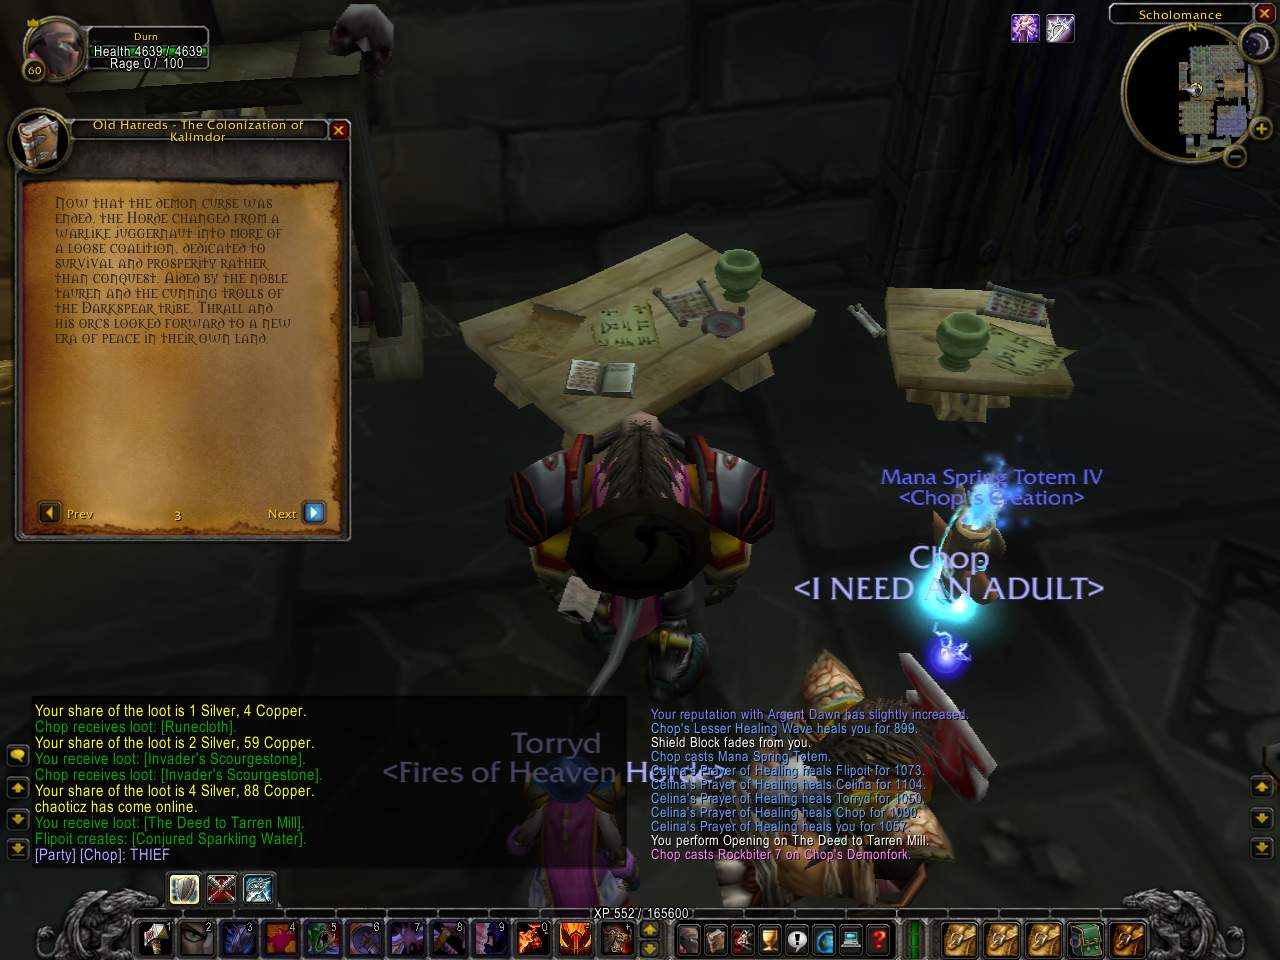 Durn
Health 4639 / 4639
Rage 0 / 100
60
Scholomance
N
Old Hatreds - The Colonization of
Kalimdor
Now that the demon curse was
ended, the Horde changed from a
warlike juggernaut into more of
a loose coalition, dedicated to
survival and prosperity rather
than conquest. Aided by the noble
tauren and the cunning trolls of
the Darkspear tribe, Thrall and
his orcs looked forward to a new
era of peace in their own land.
Prev
3
Next
Mana Spring Totem IV
<Chop's Creation>
Chop
<I NEED AN ADULT>
Torryd
<Fires of Heaven Horde>
Your share of the loot is 1 Silver, 4 Copper.
Chop receives loot: [Runecloth].
Your share of the loot is 2 Silver, 59 Copper.
You receive loot: [Invader's Scourgestone].
Chop receives loot: [Invader's Scourgestone].
Your share of the loot is 4 Silver, 88 Copper.
chaoticz has come online.
You receive loot: [The Deed to Tarren Mill].
Flipoit creates: [Conjured Sparkling Water].
[Party] [Chop]: THIEF
Your reputation with Argent Dawn has slightly increased.
Chop's Lesser Healing Wave heals you for 899.
Shield Block fades from you.
Chop casts Mana Spring Totem.
Celina's Prayer of Healing heals Flipoit for 1073.
Celina's Prayer of Healing heals Celina for 1104.
Celina's Prayer of Healing heals Torryd for 1050.
Celina's Prayer of Healing heals Chop for 1090.
Celina's Prayer of Healing heals you for 1057.
You perform Opening on The Deed to Tarren Mill.
Chop casts Rockbiter 7 on Chop's Demonfork.
XP 552 / 165600
1 2 3 4 5 6 7 8 9 0 - +